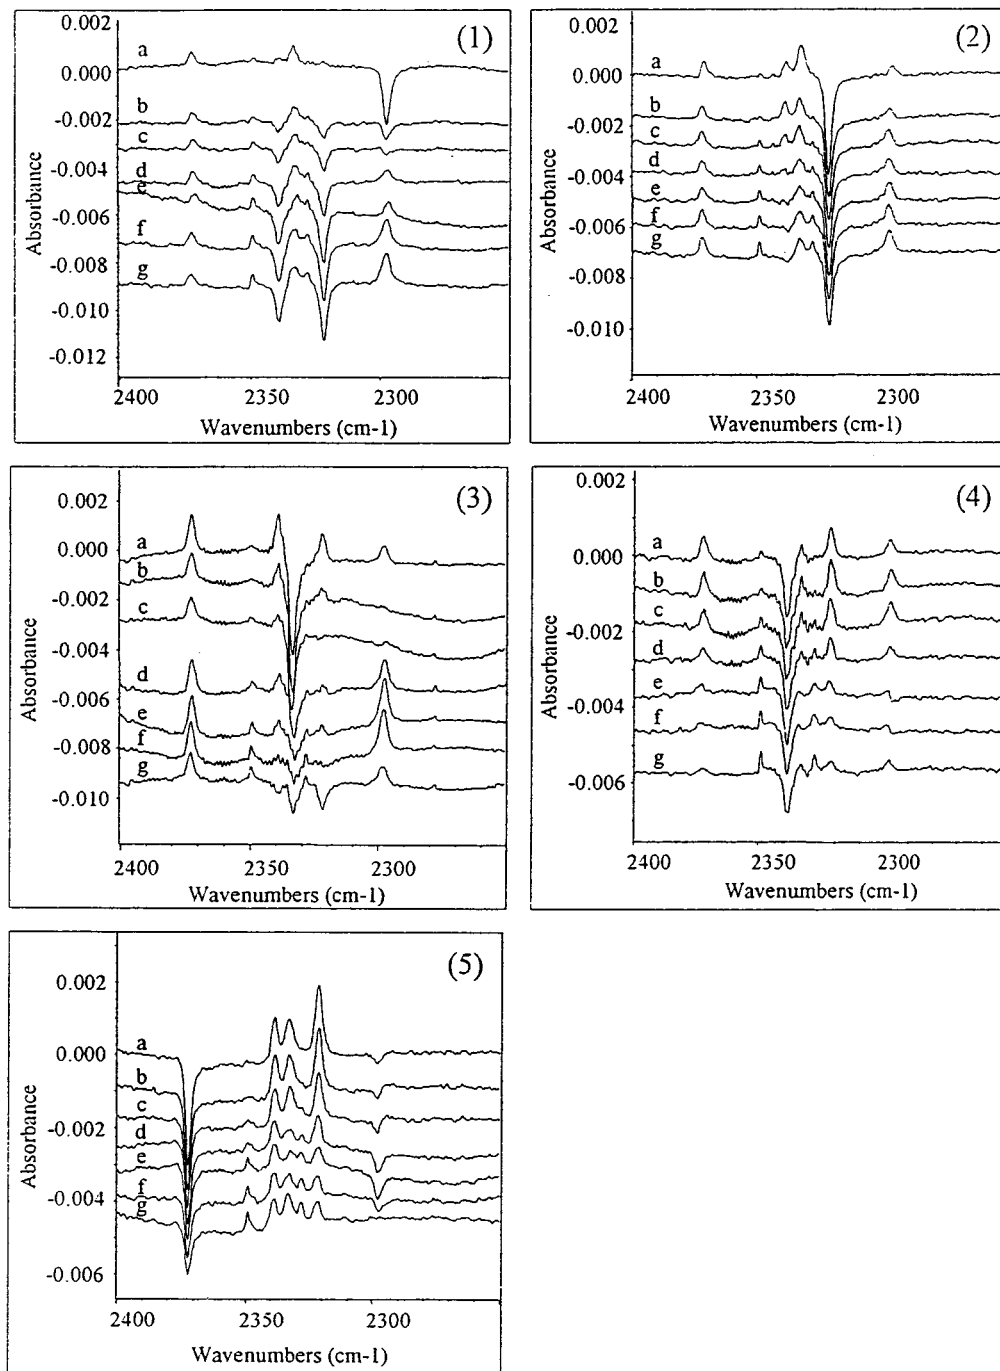 (1)
0.002
0.000
-0.002
-0.004
-0.006
-0.008
-0.010
-0.012
Absorbance
a
b
c
d
e
f
g
2400
2350
2300
Wavenumbers (cm-1)
(2)
0.002
0.000
-0.002
-0.004
-0.006
-0.008
-0.010
Absorbance
a
b
c
d
e
f
g
2400
2350
2300
Wavenumbers (cm-1)
(3)
0.002
0.000
-0.002
-0.004
-0.006
-0.008
-0.010
Absorbance
a
b
c
d
e
f
g
2400
2350
2300
Wavenumbers (cm-1)
(4)
0.002
0.000
-0.002
-0.004
-0.006
Absorbance
a
b
c
d
e
f
g
2400
2350
2300
Wavenumbers (cm-1)
(5)
0.002
0.000
-0.002
-0.004
-0.006
Absorbance
a
b
c
d
e
f
g
2400
2350
2300
Wavenumbers (cm-1)